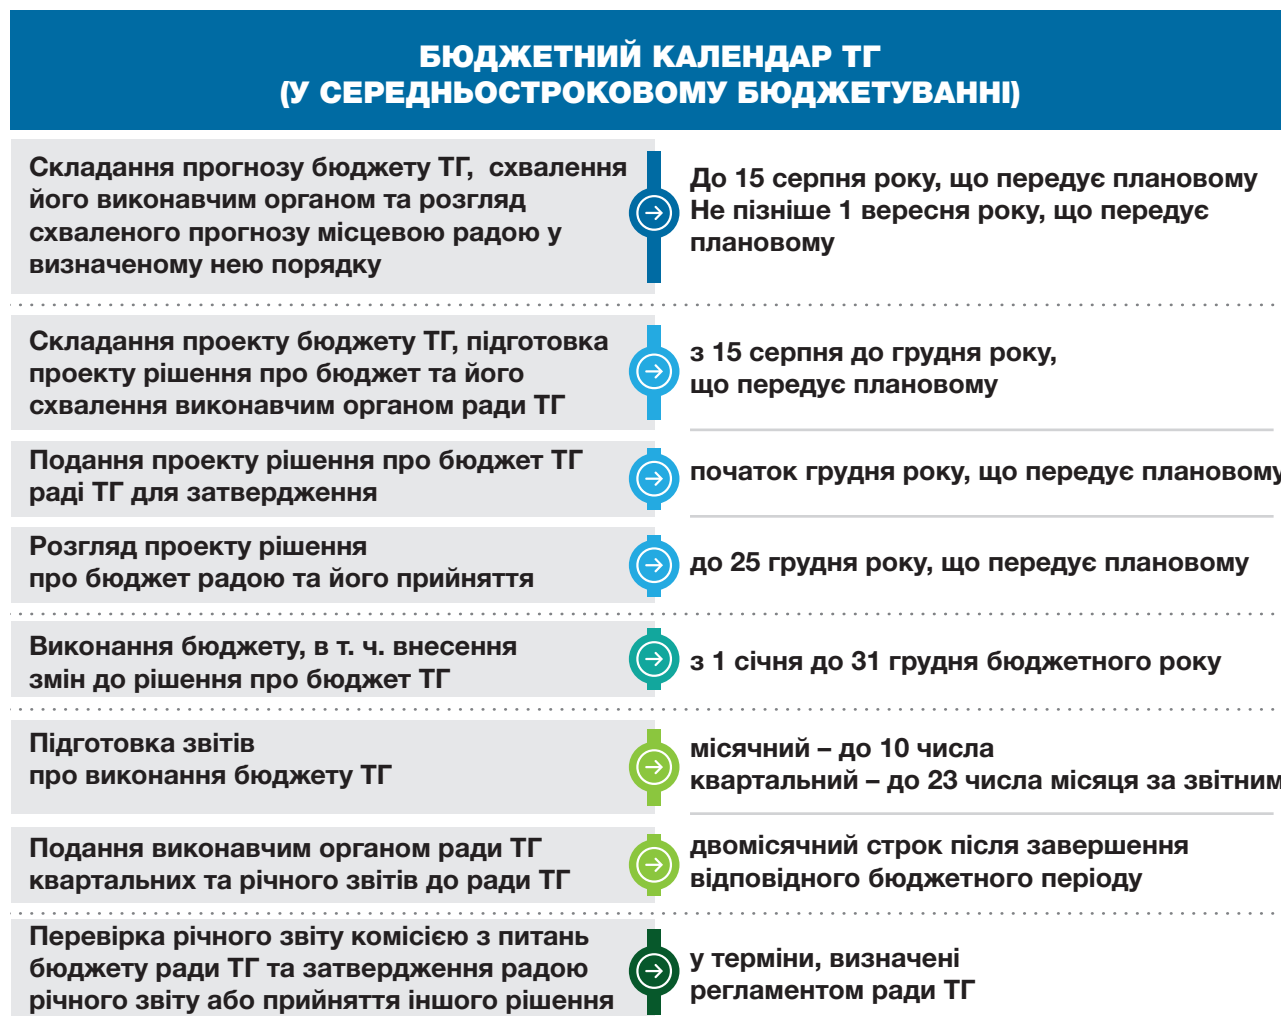 БЮДЖЕТНИЙ КАЛЕНДАР ТГ
(У СЕРЕДНЬОСТРОКОВОМУ БЮДЖЕТУВАННІ)
Складання прогнозу бюджету ТГ, схвалення
його виконавчим органом та розгляд
схваленого прогнозу місцевою радою у
визначеному нею порядку
До 15 серпня року, що передує плановому
Не пізніше 1 вересня року, що передує
плановому
Складання проекту бюджету ТГ, підготовка
проекту рішення про бюджет та його
схвалення виконавчим органом ради ТГ
з 15 серпня до грудня року,
що передує плановому
Подання проекту рішення про бюджет ТГ
раді ТГ для затвердження
початок грудня року, що передує плановому
Розгляд проекту рішення
про бюджет радою та його прийняття
до 25 грудня року, що передує плановому
Виконання бюджету, в т. ч. внесення
змін до рішення про бюджет ТГ
з 1 січня до 31 грудня бюджетного року
Підготовка звітів
про виконання бюджету ТГ
місячний – до 10 числа
квартальний – до 23 числа місяця за звітним
Подання виконавчим органом ради ТГ
квартальних та річного звітів до ради ТГ
двомісячний строк після завершення
відповідного бюджетного періоду
Перевірка річного звіту комісією з питань
бюджету ради ТГ та затвердження радою
річного звіту або прийняття іншого рішення
у терміни, визначені
регламентом ради ТГ